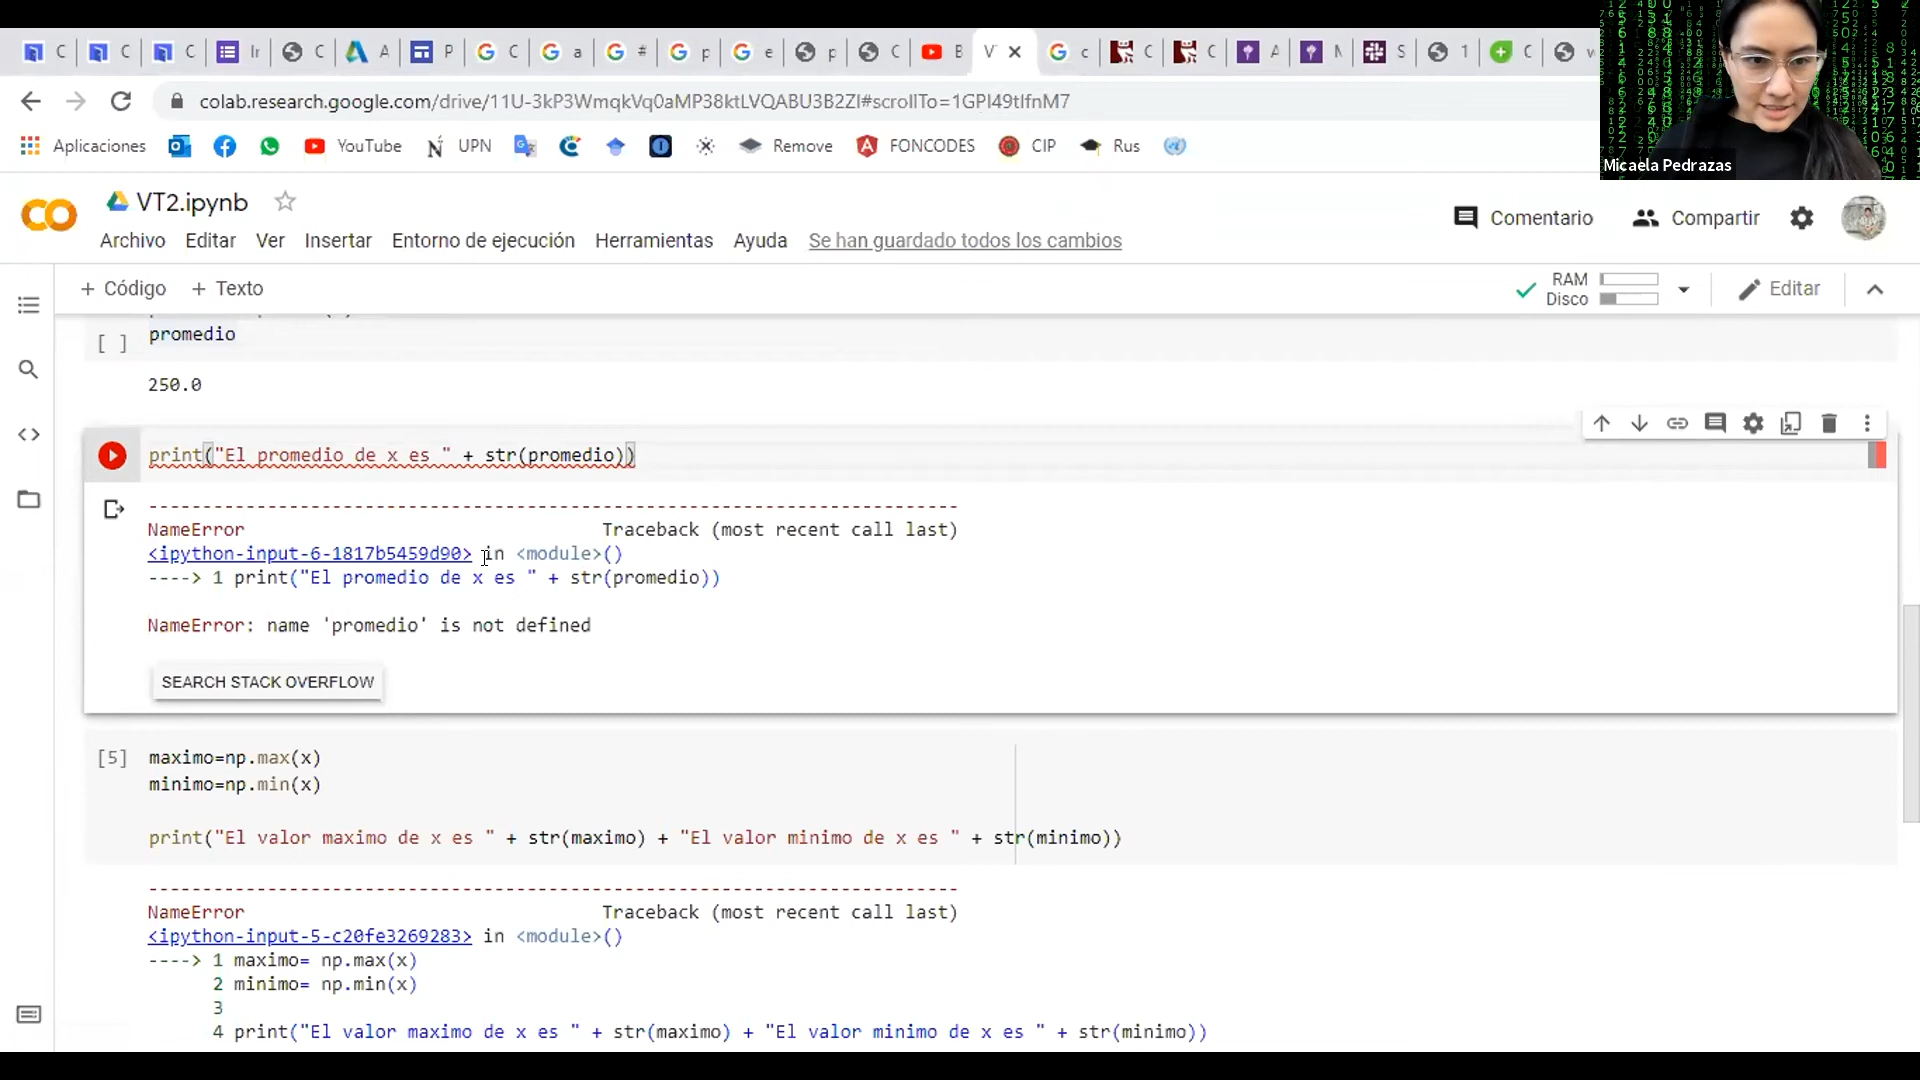 C
C
C
Ir
C
A
P
C
a
#
p
e
p
C
B
V
c
C
C
A
N
S
1
C
colab.research.google.com/drive/11U-3kP3WmqkVq0aMP38ktLVQABU3B2ZI#scrollTo=1GPI49tIfnM7
Aplicaciones YouTube UPN Remove FONCODES CIP Rus
Micaela Pedrazas
VT2.ipynb
Comentario Compartir
Archivo Editar Ver Insertar Entorno de ejecución Herramientas Ayuda Se han guardado todos los cambios
+ Código + Texto
RAM
Disco
Editar
[ ] promedio
250.0
print("El promedio de x es " + str(promedio))
---------------------------------------------------------------------------
NameError Traceback (most recent call last)
<ipython-input-6-1817b5459d90> in <module>()
----> 1 print("El promedio de x es " + str(promedio))
NameError: name 'promedio' is not defined
SEARCH STACK OVERFLOW
[5] maximo=np.max(x)
minimo=np.min(x)
print("El valor maximo de x es " + str(maximo) + "El valor minimo de x es " + str(minimo))
---------------------------------------------------------------------------
NameError Traceback (most recent call last)
<ipython-input-5-c20fe3269283> in <module>()
----> 1 maximo= np.max(x)
2 minimo= np.min(x)
3
4 print("El valor maximo de x es " + str(maximo) + "El valor minimo de x es " + str(minimo))